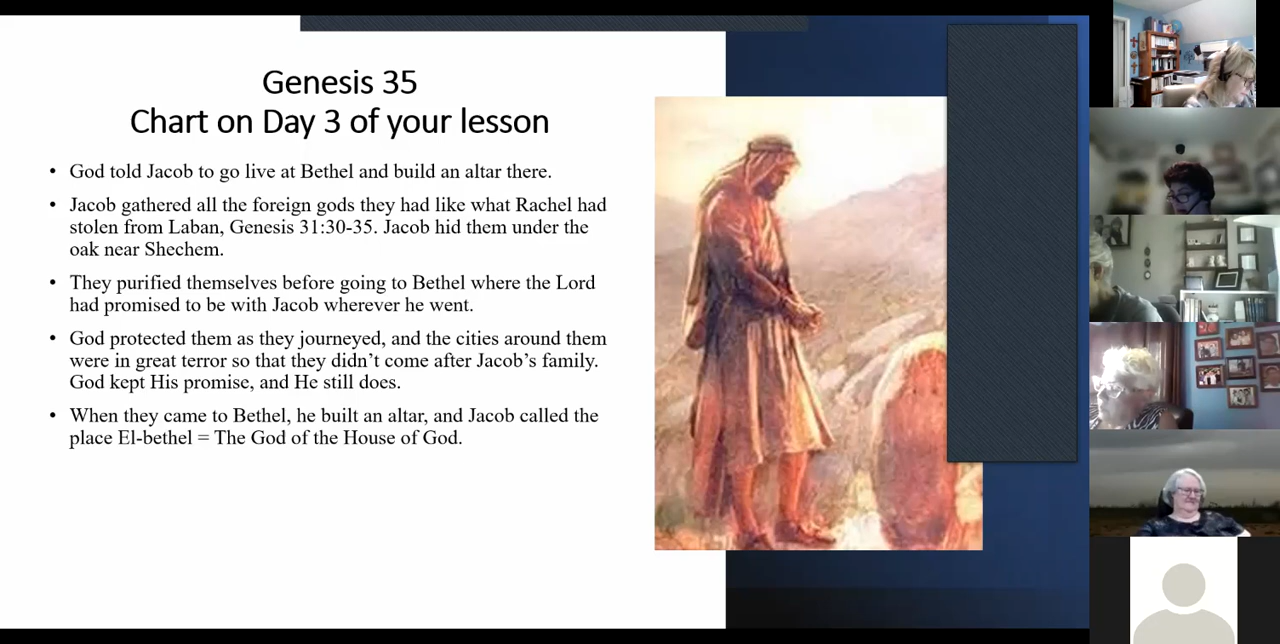 Genesis 35
Chart on Day 3 of your lesson
• God told Jacob to go live at Bethel and build an altar there.
• Jacob gathered all the foreign gods they had like what Rachel had
stolen from Laban, Genesis 31:30-35. Jacob hid them under the
oak near Shechem.
• They purified themselves before going to Bethel where the Lord
had promised to be with Jacob wherever he went.
• God protected them as they journeyed, and the cities around them
were in great terror so that they didn’t come after Jacob’s family.
God kept His promise, and He still does.
• When they came to Bethel, he built an altar, and Jacob called the
place El-bethel = The God of the House of God.